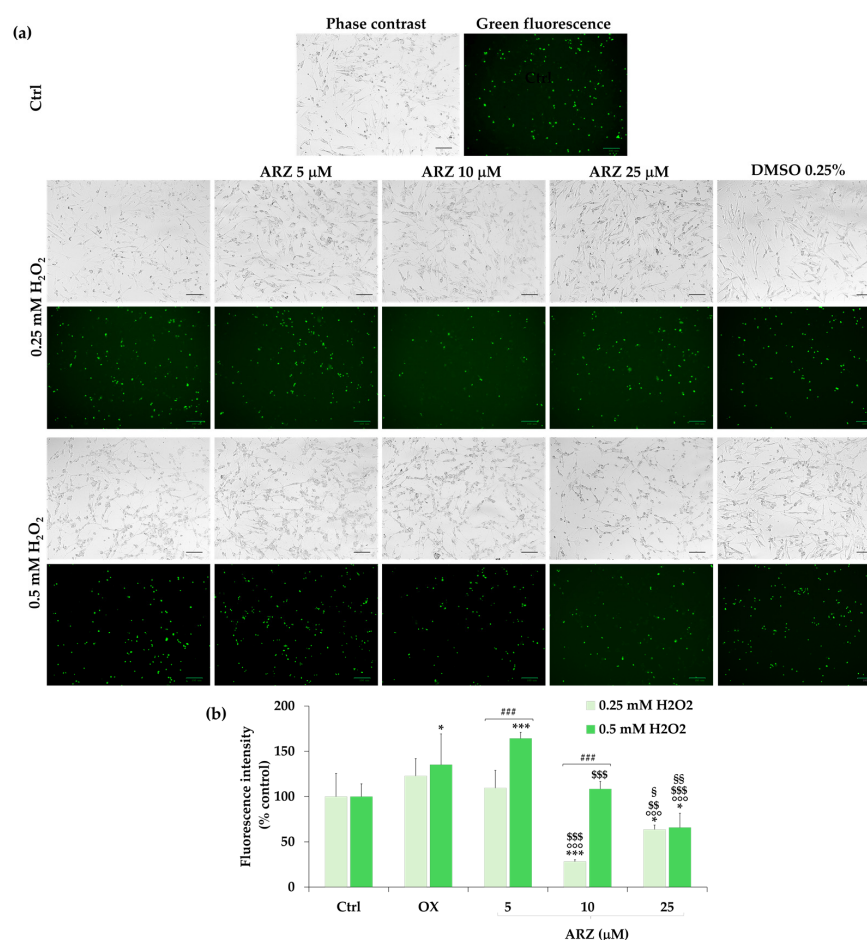 (a)
Phase contrast Green fluorescence
Ctrl
Ctrl
ARZ 5 μM ARZ 10 μM ARZ 25 μM DMSO 0.25%
0.25 mM H₂O₂
0.5 mM H₂O₂
(b)
Fluorescence intensity
(% control)
200
150
100
50
0
0.25 mM H2O2
0.5 mM H2O2
*
###
***
###
$$$
$$$
°°°
***
§
$$
°°°
*
§§
$$$
°°°
*
Ctrl OX 5 10 25
ARZ (μM)